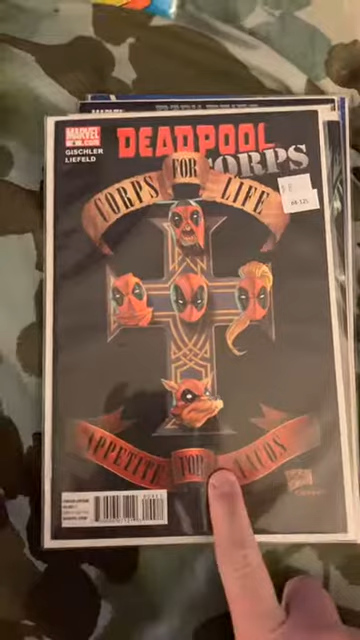 MARVEL
GISCHLER
LIEFELD
DEADPOOL
CORPS
CORPS FOR LIFE
APPETITE FOR TACOS